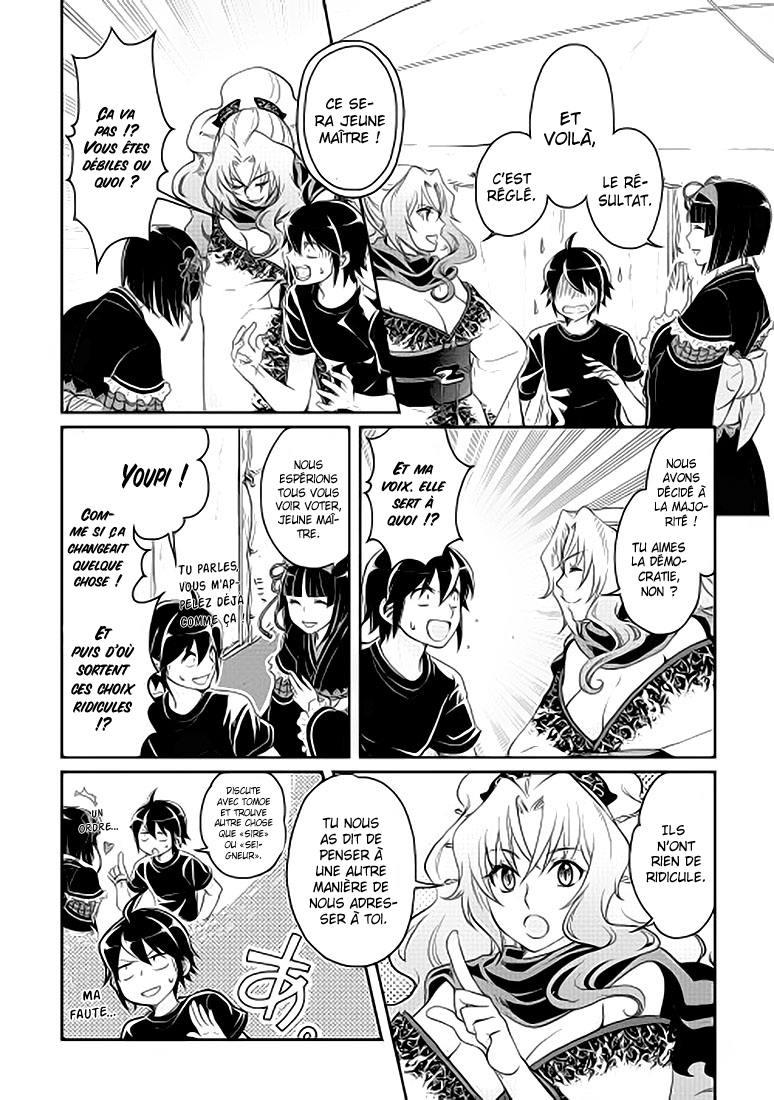 ET
VOILÀ,
LE RÉ-
SULTAT.
C'EST
RÉGLÉ.
CE SE-
RA JEUNE
MAÎTRE !
ÇA VA
PAS !?
VOUS ÊTES
DÉBILES OU
QUOI ?
NOUS
AVONS
DÉCIDÉ À
LA MAJO-
RITÉ !
TU AIMES
LA DÉMO-
CRATIE,
NON ?
ET MA
VOIX, ELLE
SERT À
QUOI !?
NOUS
ESPÉRIONS
TOUS VOUS
VOIR VOTER,
JEUNE MAÎ-
TRE.
TU PARLES,
VOUS M'AP-
PELEZ DÉJÀ
COMME ÇA !
YOUPI !
COM-
ME SI ÇA
CHANGEAIT
QUELQUE
CHOSE !
ET
PUIS D'OÙ
SORTENT
CES CHOIX
RIDICULES
!?
ILS
N'ONT
RIEN DE
RIDICULE.
TU NOUS
AS DIT DE
PENSER À
UNE AUTRE
MANIÈRE
DE NOUS
ADRES-
SER À
TOI.
DISCUTE
AVEC TOMOE
ET TROUVE
AUTRE CHOSE
QUE «SIRE»
OU «SEI-
GNEUR».
UN
ORDRE...
あ。
MA
FAUTE...